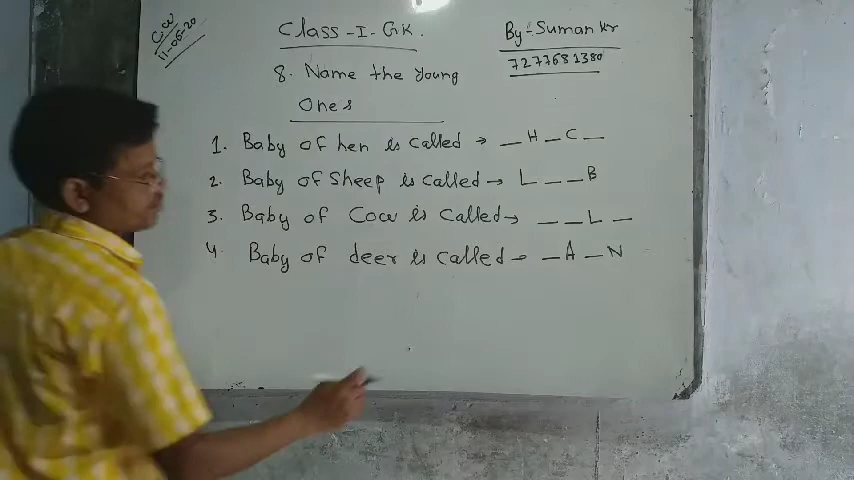 C.W
11-06-20
Class-I-GK.
By-Suman Kr
7277681380
8. Name the young
Ones
1. Baby of hen is called → _ H _ C _
2. Baby of Sheep is called → L _ _ B
3. Baby of Cow is called → _ _ L _
4. Baby of deer is called → _ A _ N